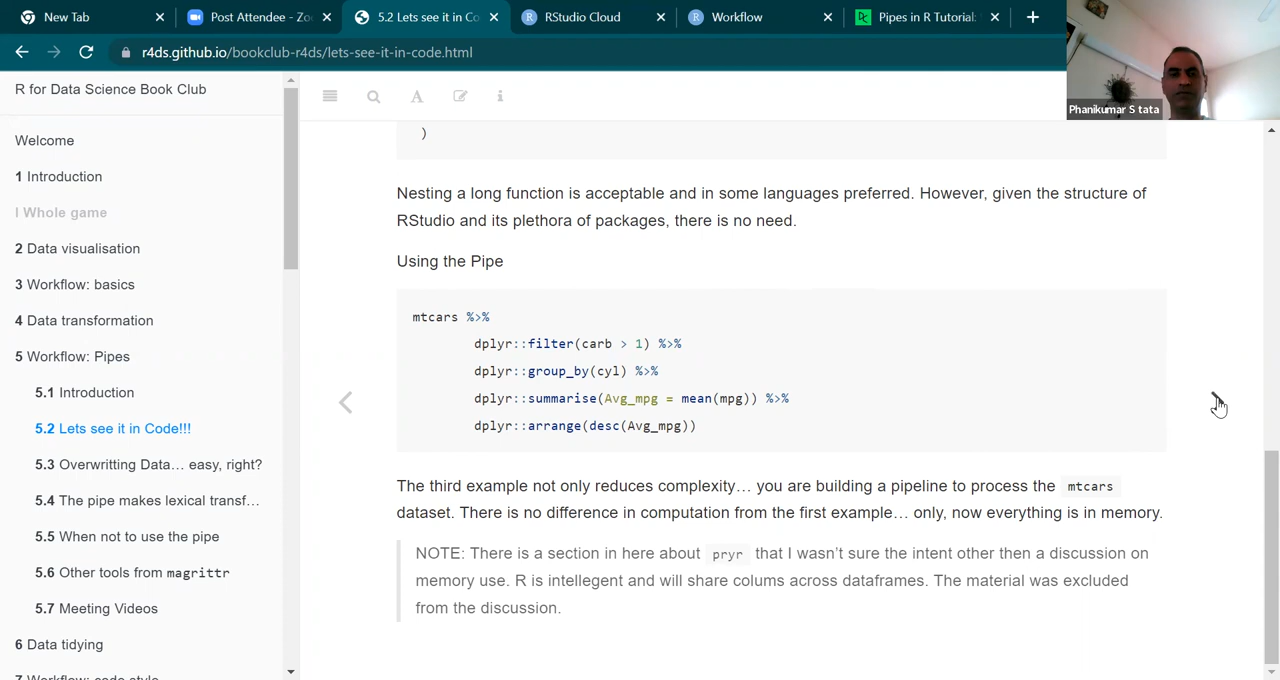 New Tab
Post Attendee - Zo
5.2 Lets see it in Co
RStudio Cloud
Workflow
Pipes in R Tutorial:
r4ds.github.io/bookclub-r4ds/lets-see-it-in-code.html
Phanikumar S tata
R for Data Science Book Club
Welcome
1 Introduction
I Whole game
2 Data visualisation
3 Workflow: basics
4 Data transformation
5 Workflow: Pipes
5.1 Introduction
5.2 Lets see it in Code!!!
5.3 Overwritting Data… easy, right?
5.4 The pipe makes lexical transf…
5.5 When not to use the pipe
5.6 Other tools from magrittr
5.7 Meeting Videos
6 Data tidying
7 Workflow: code style
)
Nesting a long function is acceptable and in some languages preferred. However, given the structure of
RStudio and its plethora of packages, there is no need.
Using the Pipe
mtcars %>%
dplyr::filter(carb > 1) %>%
dplyr::group_by(cyl) %>%
dplyr::summarise(Avg_mpg = mean(mpg)) %>%
dplyr::arrange(desc(Avg_mpg))
The third example not only reduces complexity… you are building a pipeline to process the mtcars
dataset. There is no difference in computation from the first example… only, now everything is in memory.
NOTE: There is a section in here about pryr that I wasn't sure the intent other then a discussion on
memory use. R is intellegent and will share colums across dataframes. The material was excluded
from the discussion.